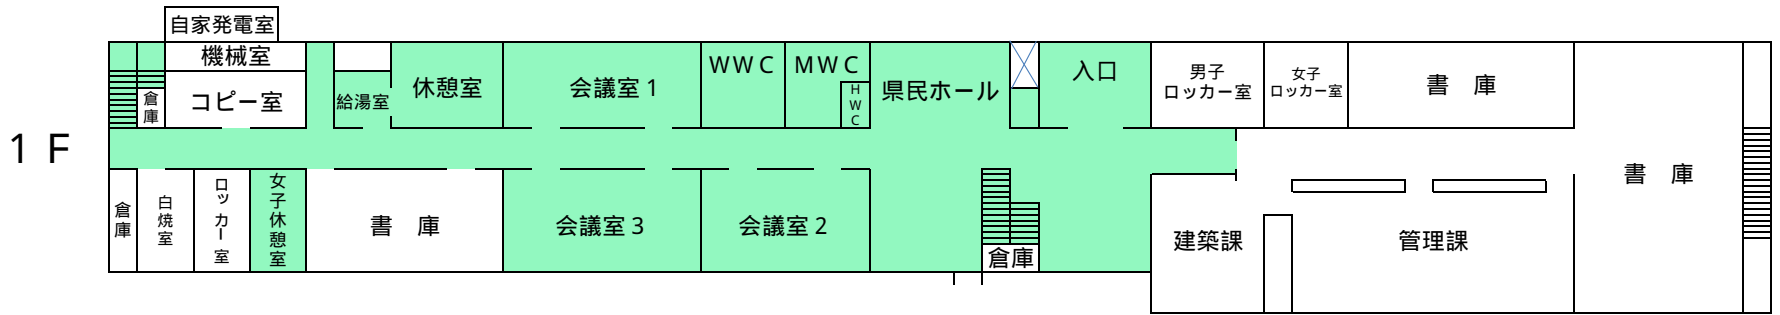 自家発電室
機械室
コピー室
倉庫
給湯室
休憩室
会議室1
WWC
MWC
HWC
県民ホール
入口
男子
ロッカー室
女子
ロッカー室
書　庫
1F
書　庫
倉庫
白焼室
ロッカー室
女子休憩室
書　庫
会議室3
会議室2
倉庫
建築課
管理課